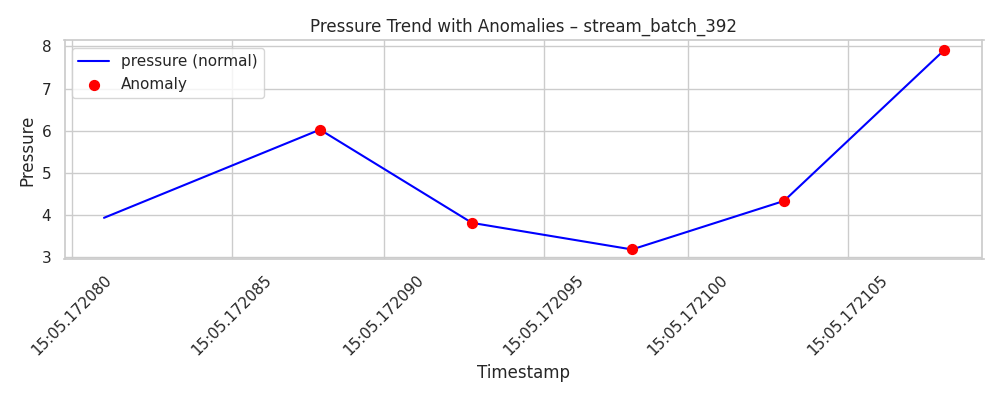 Pressure Trend with Anomalies – stream_batch_392
pressure (normal)
Anomaly
Pressure
8
7
6
5
4
3
15:05.172080
15:05.172085
15:05.172090
15:05.172095
15:05.172100
15:05.172105
Timestamp